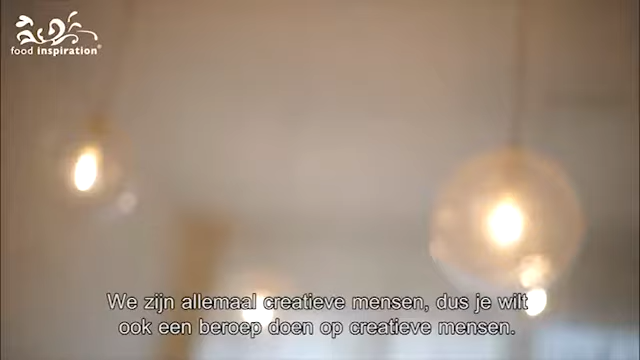 food inspiration®
We zijn allemaal creatieve mensen, dus je wilt
ook een beroep doen op creatieve mensen.